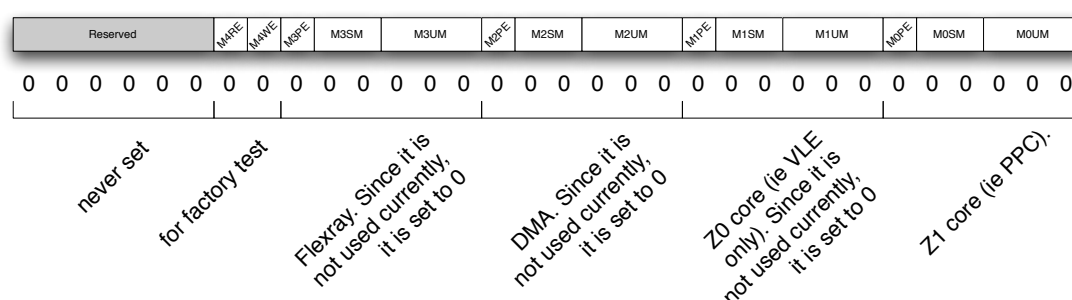 Reserved M4RE M4WE M3PE M3SM M3UM M2PE M2SM M2UM M1PE M1SM M1UM M0PE M0SM M0UM
0 0 0 0 0 0 0 0 0 0 0 0 0 0 0 0 0 0 0 0 0 0 0 0 0 0 0 0 0 0 0 0
never set
for factory test
Flexray. Since it is
not used currently,
it is set to 0
DMA. Since it is
not used currently,
it is set to 0
Z0 core (ie VLE
only). Since it is
not used currently,
it is set to 0
Z1 core (ie PPC).